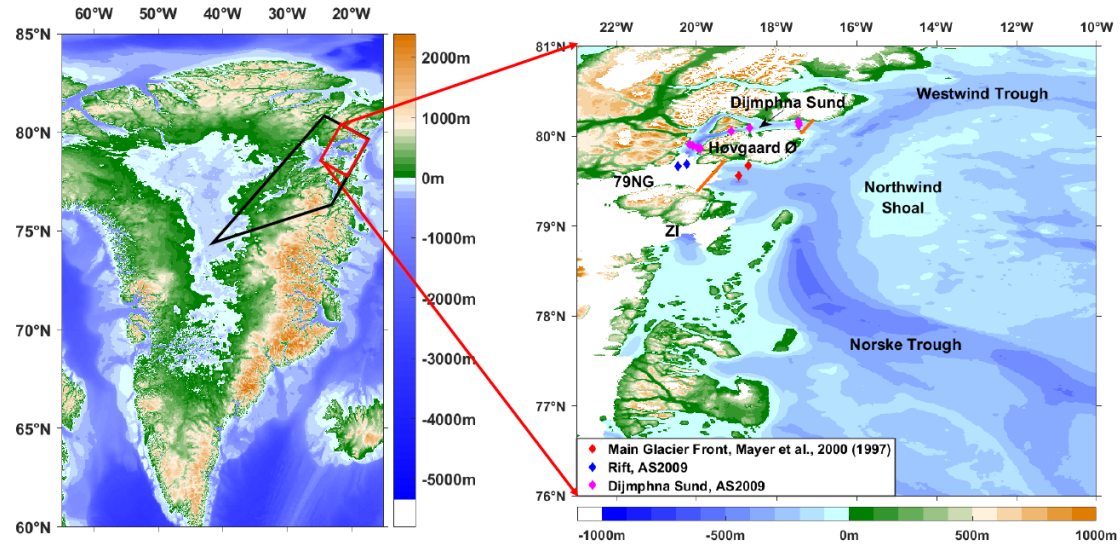 60°W 50°W 40°W 30°W 20°W
85°N
80°N
75°N
70°N
65°N
60°N
2000m
1000m
0m
-1000m
-2000m
-3000m
-4000m
-5000m
22°W 20°W 18°W 16°W 14°W 12°W 10°W
81°N
80°N
79°N
78°N
77°N
76°N
Westwind Trough
Dijmphna Sund
Høvgaard Ø
79NG
Northwind
Shoal
ZI
Norske Trough
Main Glacier Front, Mayer et al., 2000 (1997)
Rift, AS2009
Dijmphna Sund, AS2009
-1000m -500m 0m 500m 1000m